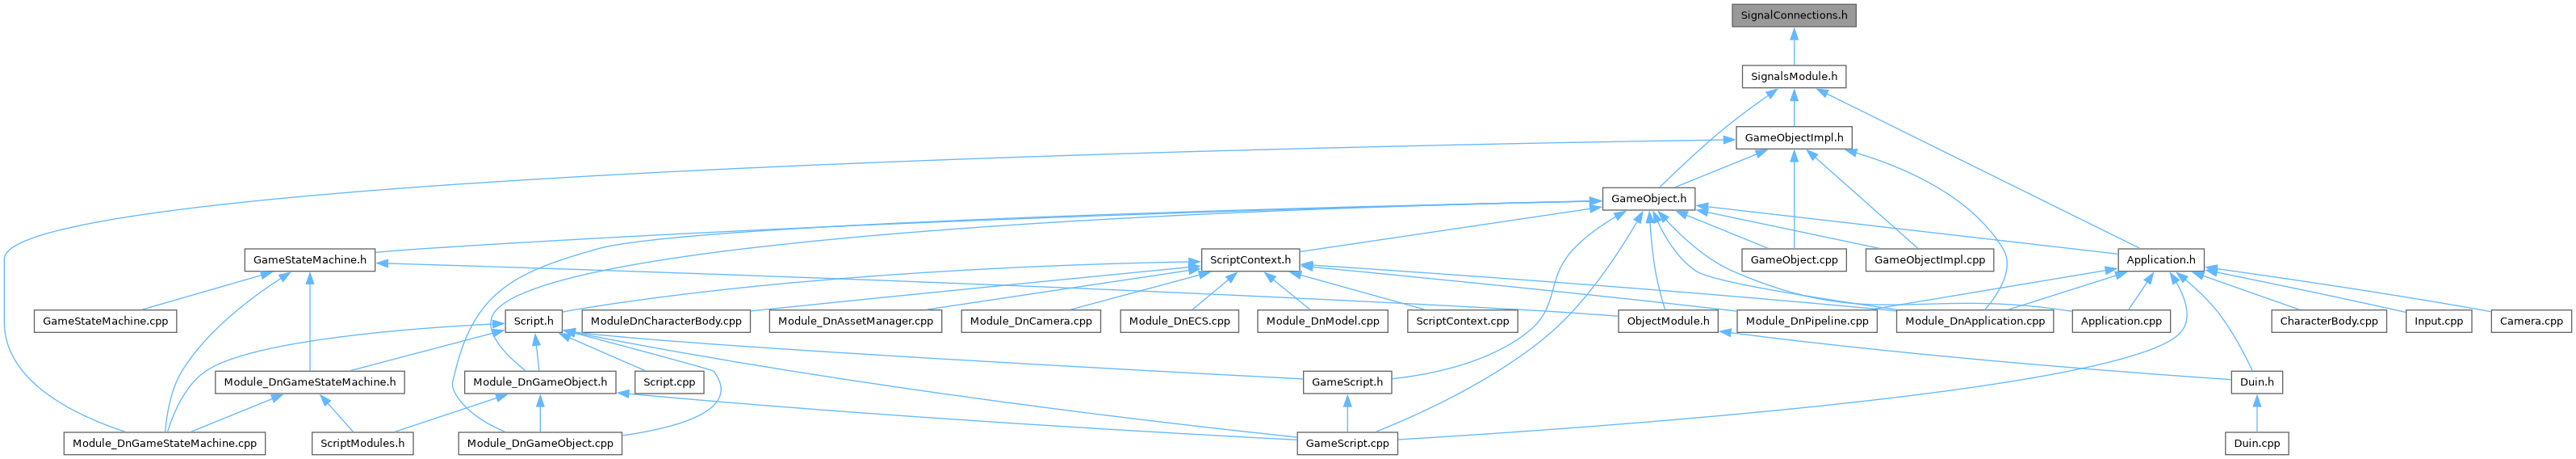 SignalConnections.h
SignalsModule.h
GameObjectImpl.h
GameObject.h
GameStateMachine.h
ScriptContext.h
GameObject.cpp
GameObjectImpl.cpp
Application.h
GameStateMachine.cpp
Script.h
ModuleDnCharacterBody.cpp
Module_DnAssetManager.cpp
Module_DnCamera.cpp
Module_DnECS.cpp
Module_DnModel.cpp
ScriptContext.cpp
ObjectModule.h
Module_DnPipeline.cpp
Module_DnApplication.cpp
Application.cpp
CharacterBody.cpp
Input.cpp
Camera.cpp
Module_DnGameStateMachine.h
Module_DnGameObject.h
Script.cpp
GameScript.h
Duin.h
Module_DnGameStateMachine.cpp
ScriptModules.h
Module_DnGameObject.cpp
GameScript.cpp
Duin.cpp